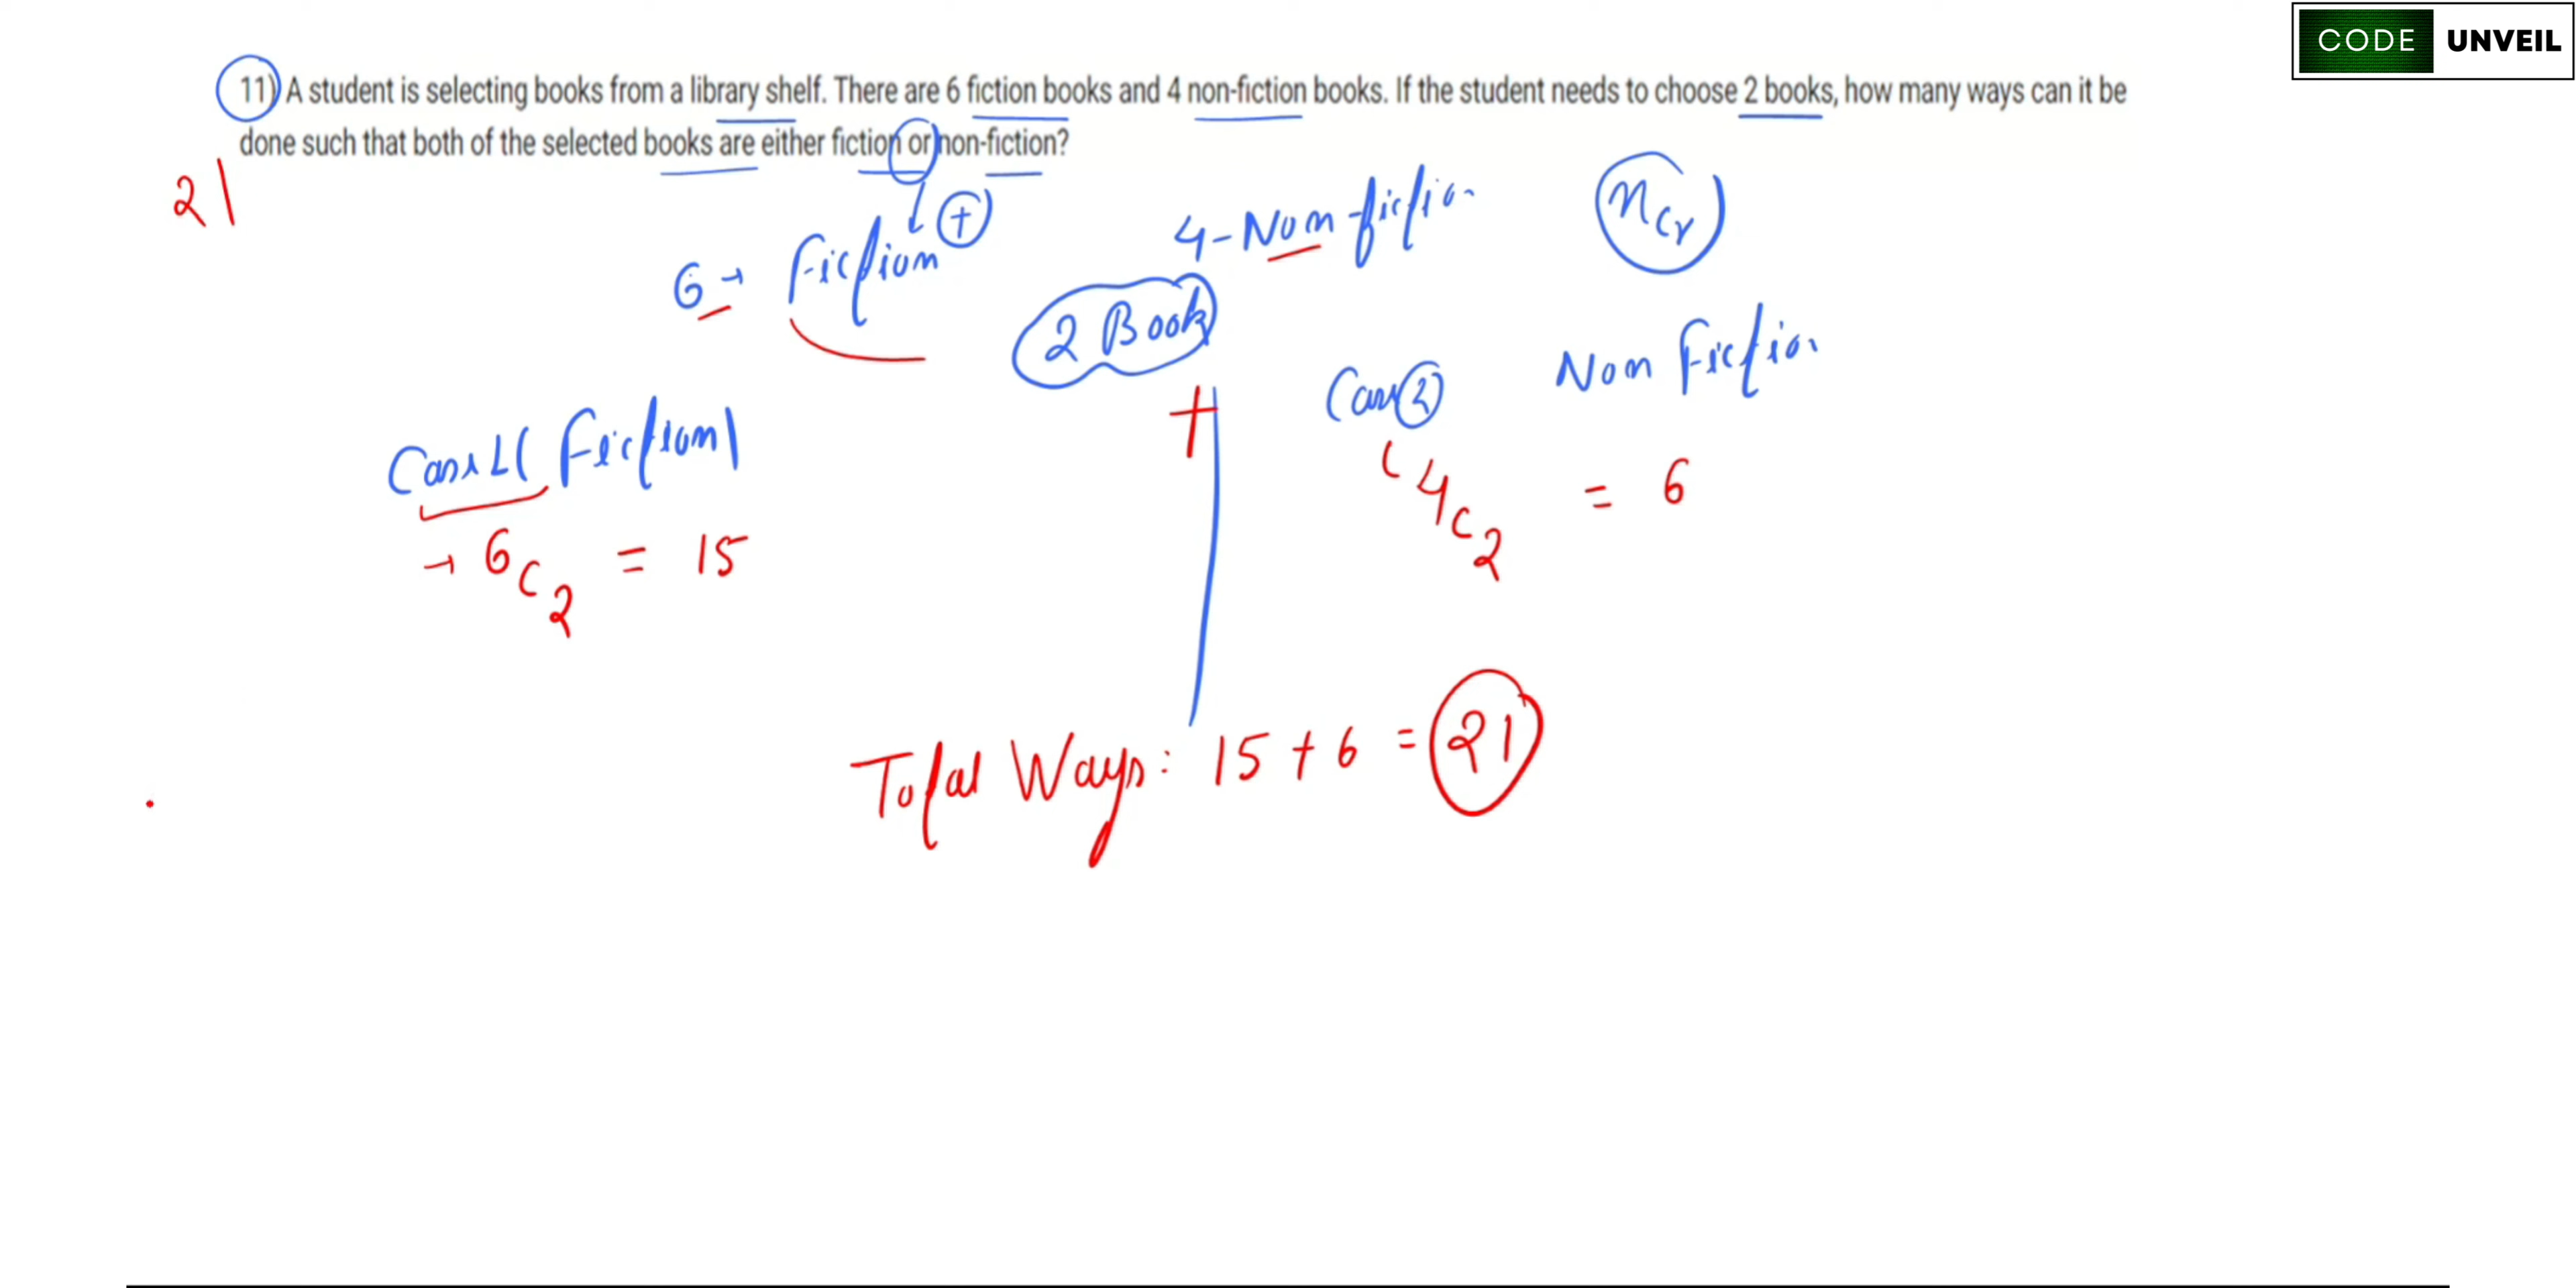 CODE UNVEIL
11) A student is selecting books from a library shelf. There are 6 fiction books and 4 non-fiction books. If the student needs to choose 2 books, how many ways can it be
done such that both of the selected books are either fiction or non-fiction?
21
+
6 → Fiction
4 - Non fiction
nCr
2 Book
Case 1 (Fiction)
→ 6C2 = 15
+
Case 2 Non Fiction
4C2 = 6
Total Ways: 15 + 6 = 21